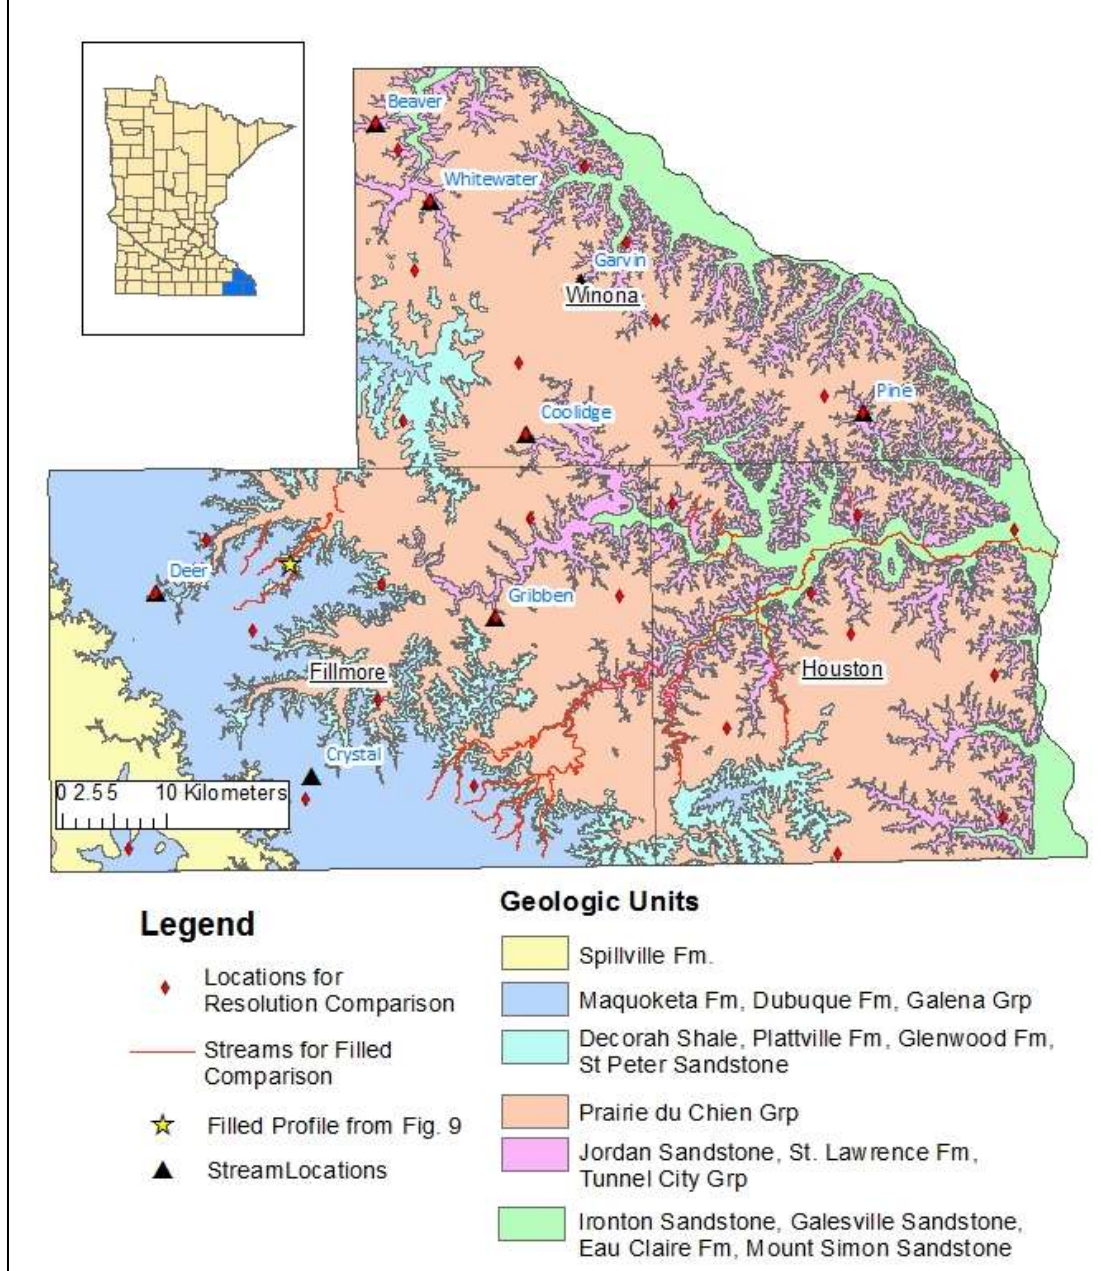 Beaver
Whitewater
Garvin
Winona
Pine
Coolidge
Deer
Gribben
Fillmore
Houston
Crystal
0 2.5 5 10 Kilometers
Legend
Locations for
Resolution Comparison
Streams for Filled
Comparison
Filled Profile from Fig. 9
StreamLocations
Geologic Units
Spillville Fm.
Maquoketa Fm, Dubuque Fm, Galena Grp
Decorah Shale, Plattville Fm, Glenwood Fm,
St Peter Sandstone
Prairie du Chien Grp
Jordan Sandstone, St. Lawrence Fm,
Tunnel City Grp
Ironton Sandstone, Galesville Sandstone,
Eau Claire Fm, Mount Simon Sandstone